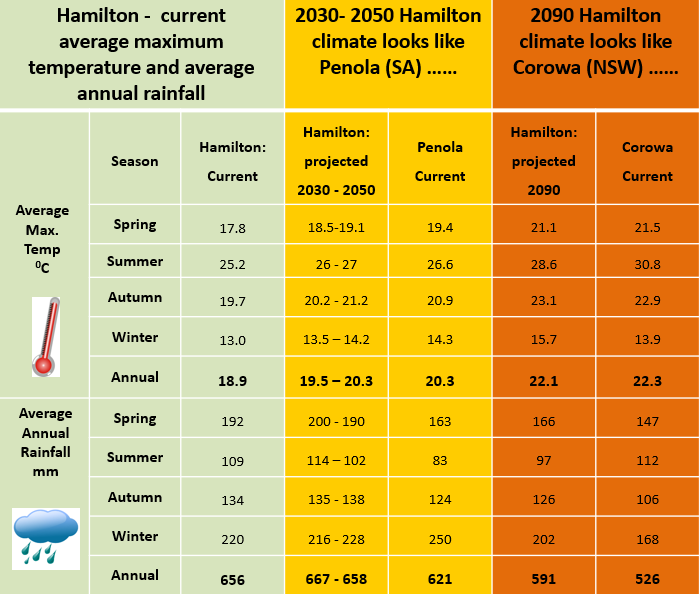 Hamilton - current
average maximum
temperature and average
annual rainfall
2030- 2050 Hamilton
climate looks like
Penola (SA) ......
2090 Hamilton
climate looks like
Corowa (NSW) ......
Season
Hamilton:
Current
Hamilton:
projected
2030 - 2050
Penola
Current
Hamilton:
projected
2090
Corowa
Current
Average
Max.
Temp
⁰C
Spring 17.8 18.5-19.1 19.4 21.1 21.5
Summer 25.2 26 - 27 26.6 28.6 30.8
Autumn 19.7 20.2 - 21.2 20.9 23.1 22.9
Winter 13.0 13.5 – 14.2 14.3 15.7 13.9
Annual 18.9 19.5 – 20.3 20.3 22.1 22.3
Average
Annual
Rainfall
mm
Spring 192 200 - 190 163 166 147
Summer 109 114 – 102 83 97 112
Autumn 134 135 - 138 124 126 106
Winter 220 216 - 228 250 202 168
Annual 656 667 - 658 621 591 526